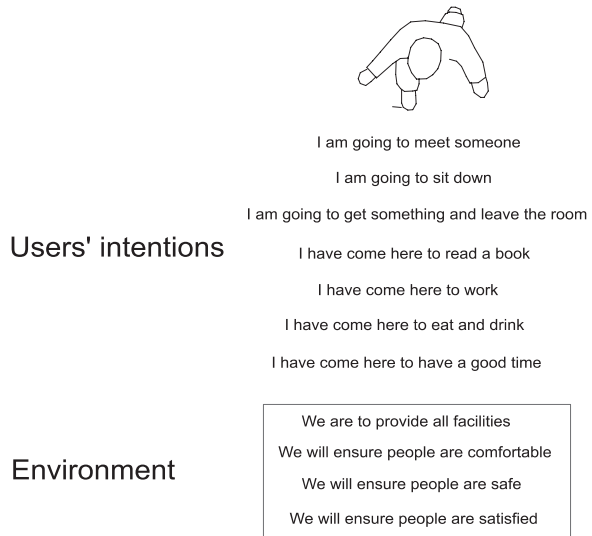 I am going to meet someone
I am going to sit down
I am going to get something and leave the room
Users' intentions
I have come here to read a book
I have come here to work
I have come here to eat and drink
I have come here to have a good time
We are to provide all facilities
We will ensure people are comfortable
Environment
We will ensure people are safe
We will ensure people are satisfied